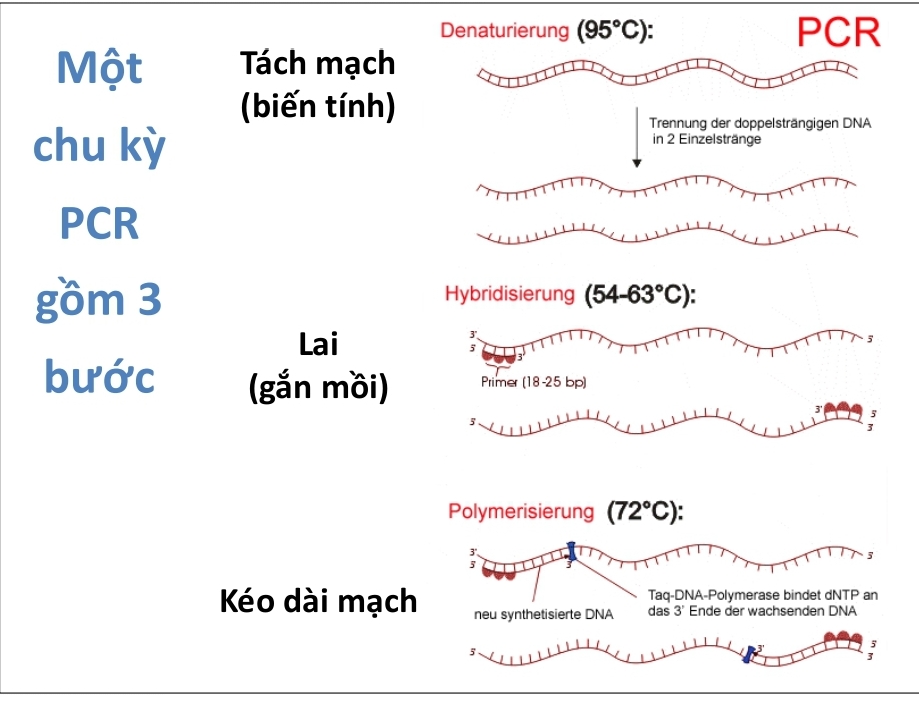 Một
chu kỳ
PCR
gồm 3
bước
Tách mạch
(biến tính)
Denaturierung (95°C):
PCR
Trennung der doppelsträngigen DNA
in 2 Einzelstränge
Lai
(gắn mồi)
Hybridisierung (54-63°C):
3'
5'
3'
5'
Primer (18-25 bp)
5'
3'
5'
3'
Kéo dài mạch
Polymerisierung (72°C):
3'
5'
3'
5'
neu synthetisierte DNA
Taq-DNA-Polymerase bindet dNTP an
das 3' Ende der wachsenden DNA
5'
3'
5'
3'